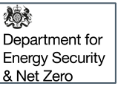 Department for
Energy Security
& Net Zero